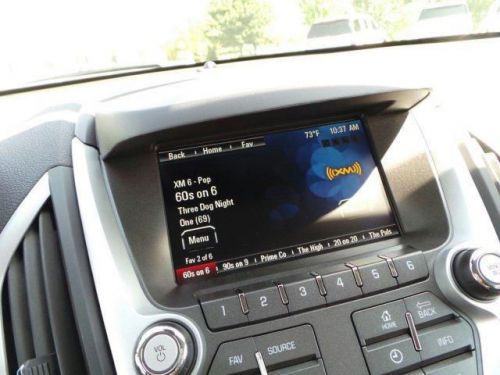 73°F 10:37 AM
Back Home Fav
XM 6 - Pop
60s on 6
Three Dog Night
One (69)
((XM))
Menu
Fav 2 of 6
60s on 6 90s on 9 Prime Co The High 20 on 20 The Puls
1 2 3 4 5 6
VOL
FAV SOURCE HOME BACK
INFO